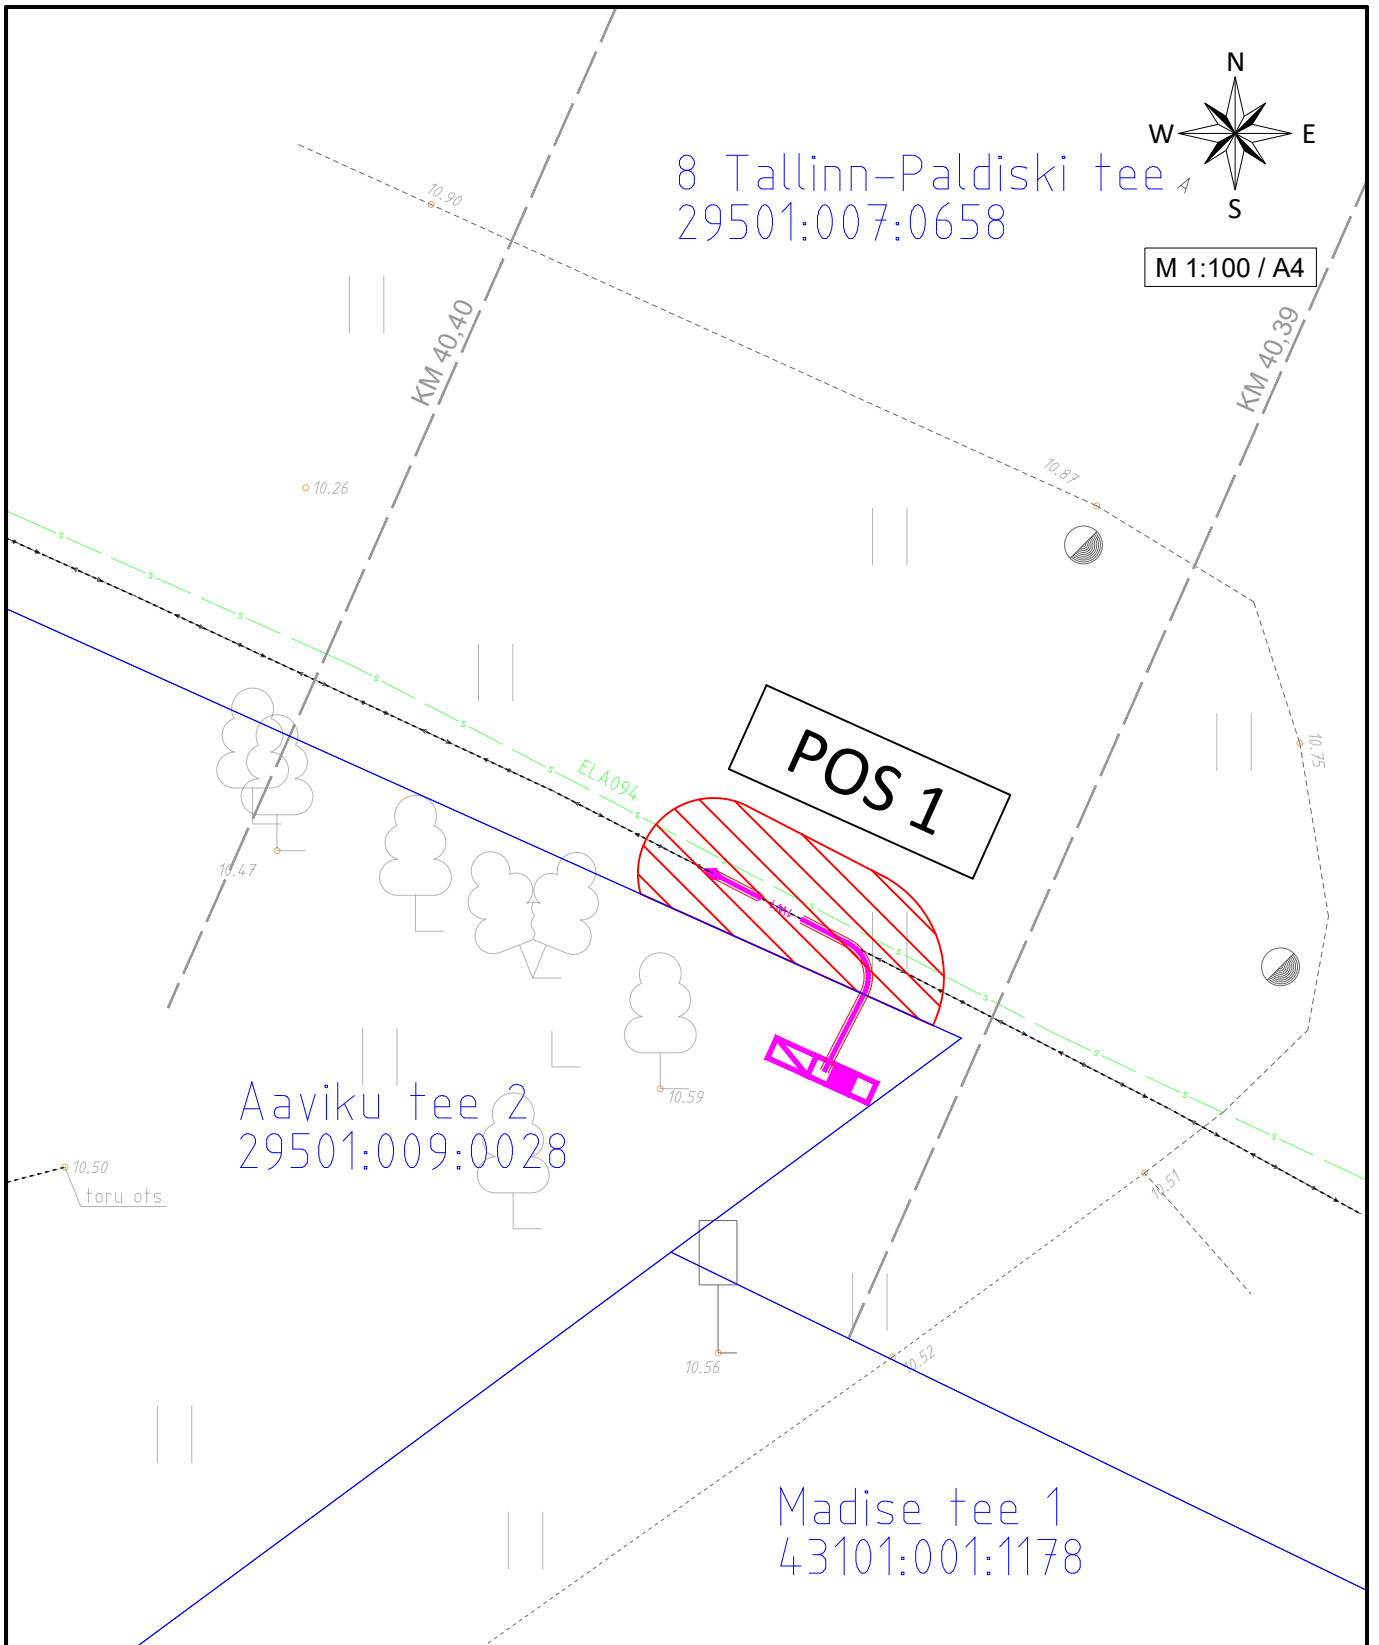 N
W E
S
8 Tallinn-Paldiski tee
29501:007:0658
A
M 1:100 / A4
10.90
KM 40,40
KM 40,39
10.87
10.26
s s s s s s s s s s s s s
ELA094
POS 1
10.75
10.47
10.59
Aaviku tee 2
29501:009:0028
10.50
toru ots
10.51
10.52
10.56
Madise tee 1
43101:001:1178